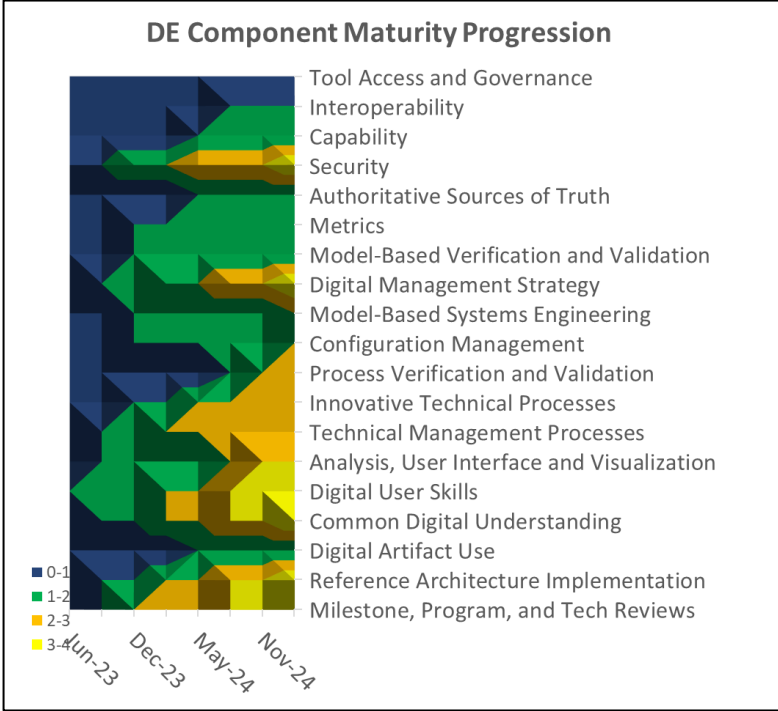 DE Component Maturity Progression
Tool Access and Governance
Interoperability
Capability
Security
Authoritative Sources of Truth
Metrics
Model-Based Verification and Validation
Digital Management Strategy
Model-Based Systems Engineering
Configuration Management
Process Verification and Validation
Innovative Technical Processes
Technical Management Processes
Analysis, User Interface and Visualization
Digital User Skills
Common Digital Understanding
Digital Artifact Use
Reference Architecture Implementation
Milestone, Program, and Tech Reviews
0-1
1-2
2-3
3-4
Jun-23
Dec-23
May-24
Nov-24